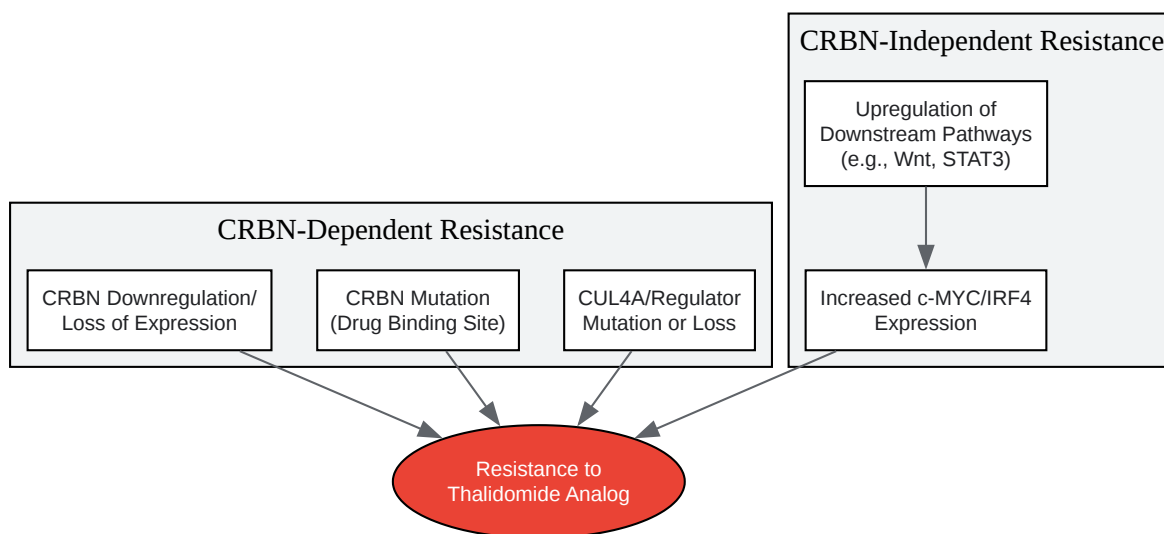 CRBN-Independent Resistance
Upregulation of
Downstream Pathways
(e.g., Wnt, STAT3)
CRBN-Dependent Resistance
CRBN Downregulation/
Loss of Expression
CRBN Mutation
(Drug Binding Site)
CUL4A/Regulator
Mutation or Loss
Increased c-MYC/IRF4
Expression
Resistance to
Thalidomide Analog